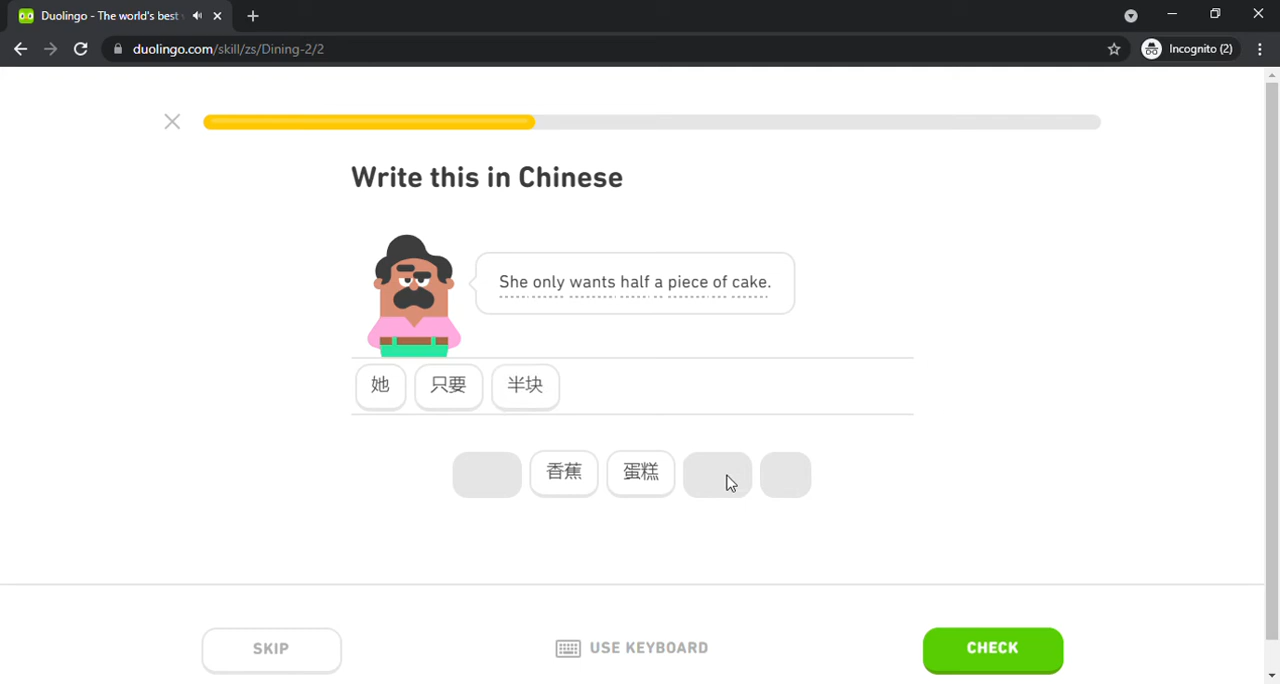 Duolingo - The world's best
duolingo.com/skill/zs/Dining-2/2
Incognito (2)
Write this in Chinese
She only wants half a piece of cake.
她 只要 半块
香蕉 蛋糕
SKIP
USE KEYBOARD
CHECK